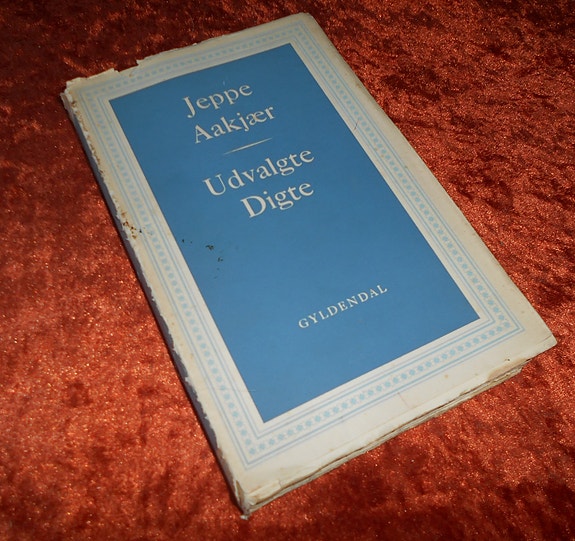 Jeppe
Aakjær
Udvalgte
Digte
GYLDENDAL